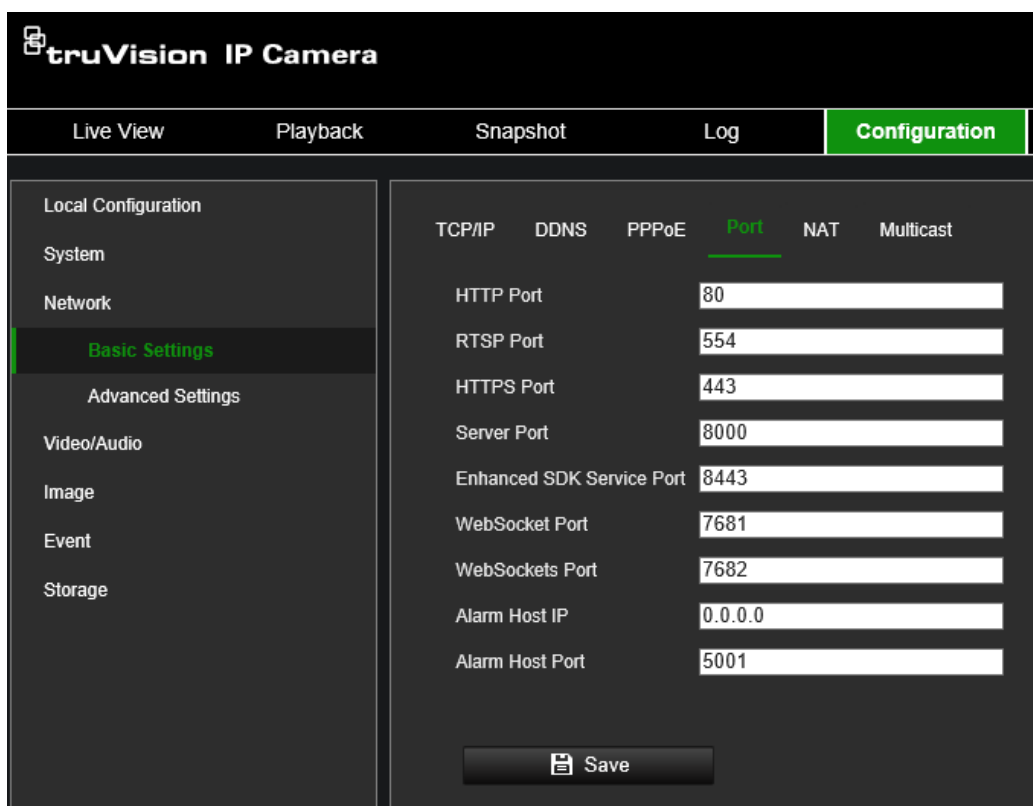 truVision IP Camera
Live View Playback Snapshot Log Configuration
Local Configuration
System
Network
Basic Settings
Advanced Settings
Video/Audio
Image
Event
Storage
TCP/IP DDNS PPPoE Port NAT Multicast
HTTP Port 80
RTSP Port 554
HTTPS Port 443
Server Port 8000
Enhanced SDK Service Port 8443
WebSocket Port 7681
WebSockets Port 7682
Alarm Host IP 0.0.0.0
Alarm Host Port 5001
Save